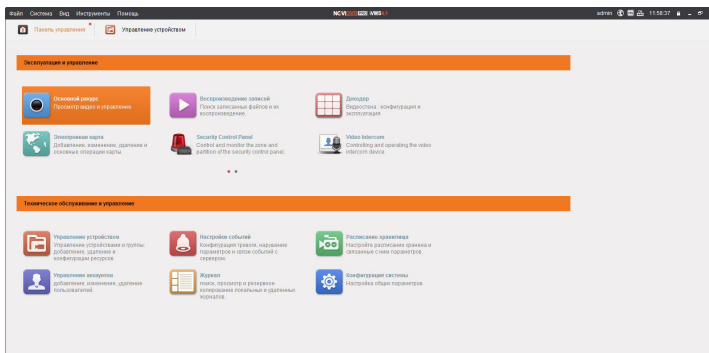 Файл Система Вид Инструменты Помощь
admin 11:58:37
Панель управления Управление устройством
Эксплуатация и управление
Основной ракурс
Просмотр видео и управление.
Воспроизведение записей
Поиск записанных файлов и их
воспроизведение.
Декодер
Видеостена : конфигурация и
эксплуатация.
Электронная карта
Добавление, изменение, удаление и
основные операции карты.
Security Control Panel
Control and monitor the zone and
partition of the security control panel.
Video Intercom
Controlling and operating the video
intercom device.
Техническое обслуживание и управление
Управление устройством
Управление устройствами и группы:
добавление, удаление и
конфигурации ресурсов.
Настройки событий
Конфигурация тревоги, нарушение
параметров и связи событий с
сервером.
Расписание хранилища
Настройте расписание хранена и
связанные с ним параметров.
Управление аккаунтом
добавление, изменение, удаление
пользователей.
Журнал
поиск, просмотр и резервное
копирование локальных и удаленных
журналов.
Конфигурация системы
Настройка общих параметров.